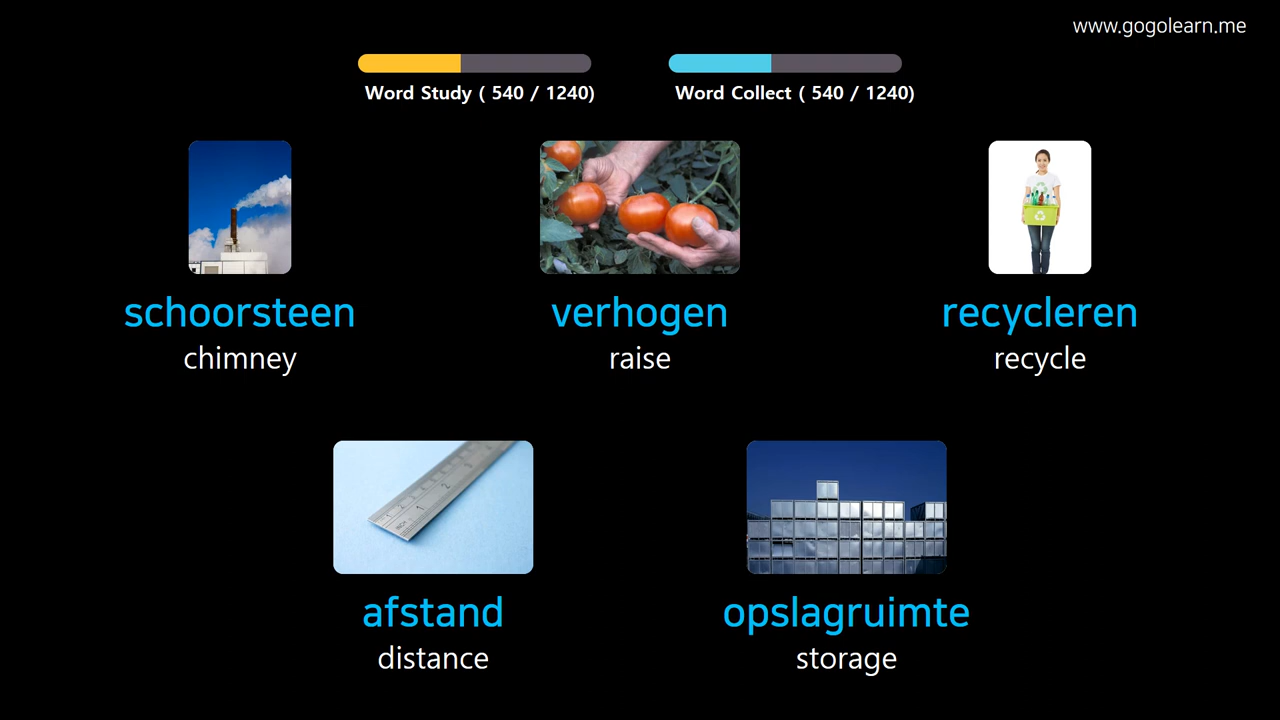 www.gogolearn.me
Word Study ( 540 / 1240)
Word Collect ( 540 / 1240)
schoorsteen
chimney
verhogen
raise
recycleren
recycle
afstand
distance
opslagruimte
storage